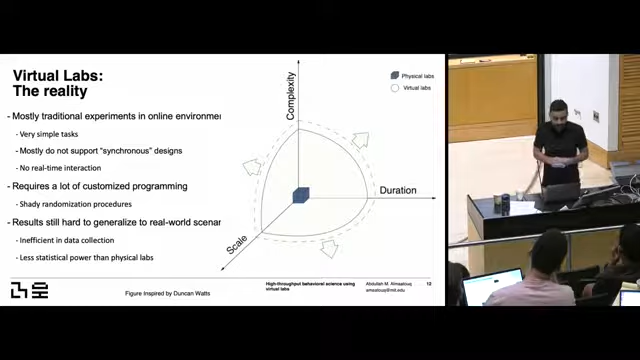 Virtual Labs:
The reality
- Mostly traditional experiments in online environmer
- Very simple tasks
- Mostly do not support "synchronous" designs
- No real-time interaction
- Requires a lot of customized programming
- Shady randomization procedures
- Results still hard to generalize to real-world scenar
- Inefficient in data collection
- Less statistical power than physical labs
Complexity
Duration
Scale
Physical labs
Virtual labs
Figure Inspired by Duncan Watts
High-throughput behavioral science using
virtual labs
Abdullah M. Almaatouq
amaatouq@mit.edu
12